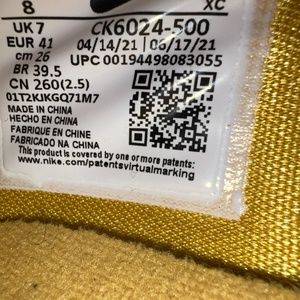 8 XC
UK 7 CK6024-500
EUR 41 04/14/21 06/17/21
cm 26 UPC 00194498083055
BR 39.5
CN 260(2.5)
01T2KJKGQ71M7
MADE IN CHINA
HECHO EN CHINA
FABRIQUE EN CHINE
FABRICADO NA CHINA
This product is covered by one or more patents:
www.nike.com/patentsvirtualmarking